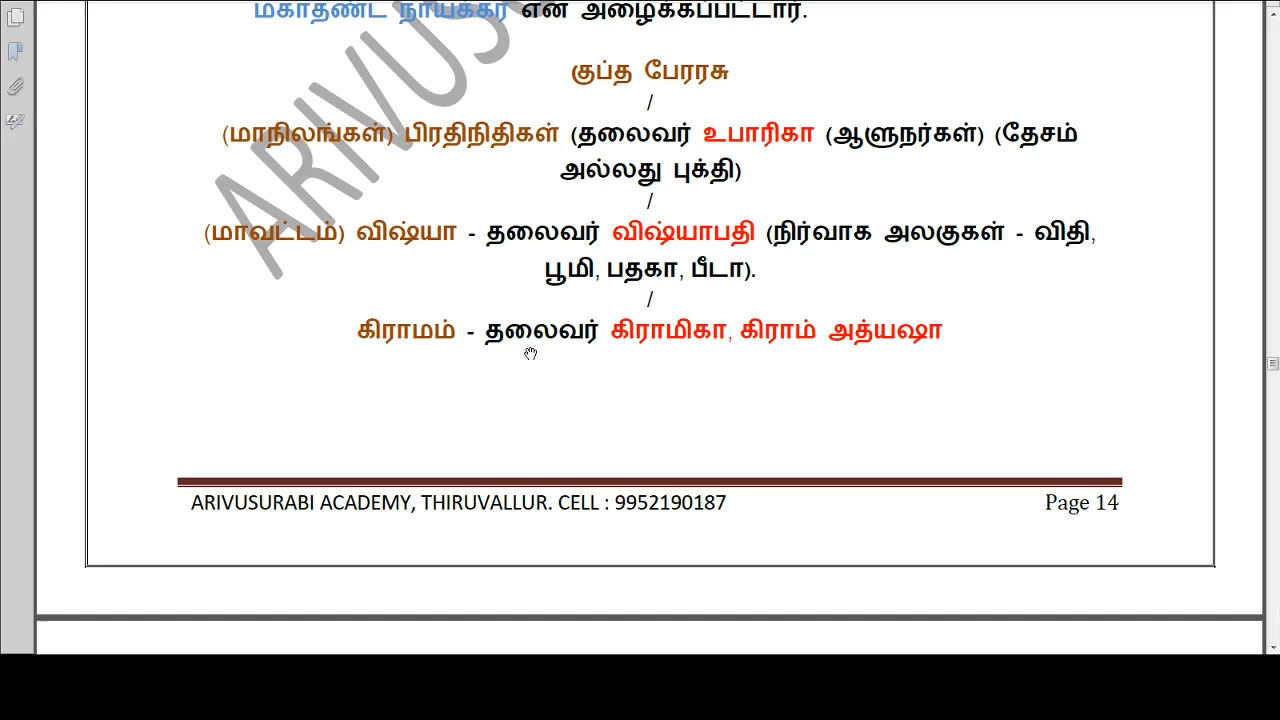 மகாதண்ட நாயக்கர் என அழைக்கப்பட்டார்.
குப்த பேரரசு
/
(மாநிலங்கள்) பிரதிநிதிகள் (தலைவர் உபாரிகா (ஆளுநர்கள்) (தேசம்
அல்லது புக்தி)
/
(மாவட்டம்) விஷ்யா - தலைவர் விஷ்யாபதி (நிர்வாக அலகுகள் - விதி,
பூமி, பதகா, பீடா).
/
கிராமம் - தலைவர் கிராமிகா, கிராம் அத்யஷா
ARIVUS
ARIVUSURABI ACADEMY, THIRUVALLUR. CELL : 9952190187 Page 14